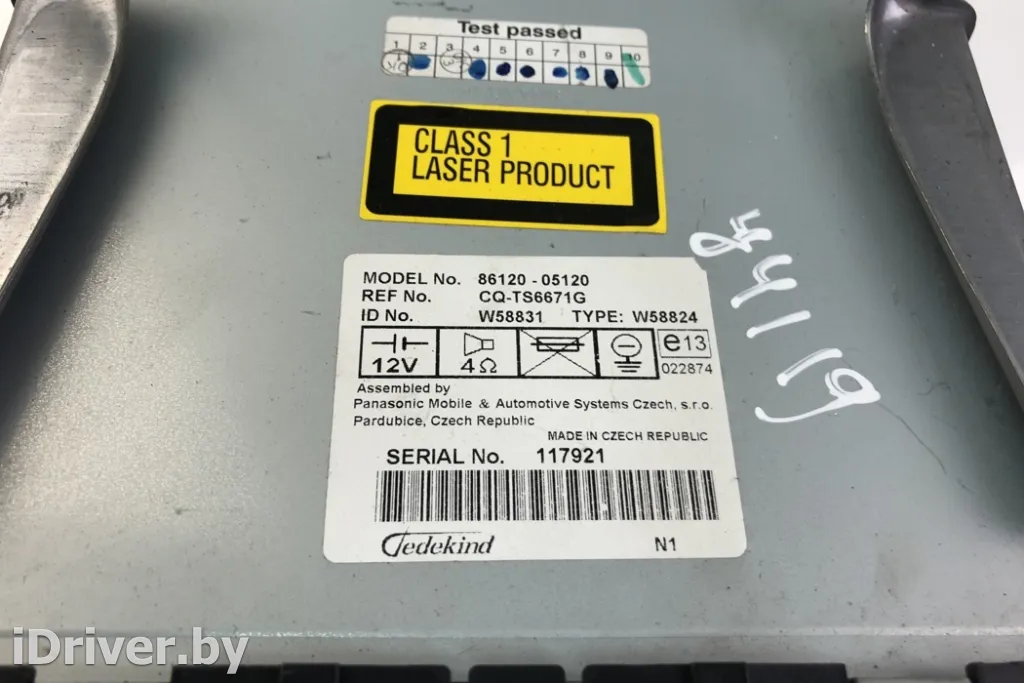 Test passed
1 2 3 4 5 6 7 8 9 10
CLASS 1
LASER PRODUCT
MODEL No. 86120 - 05120
REF No. CQ-TS6671G
ID No. W58831 TYPE: W58824
12V 4Ω e13
022874
Assembled by
Panasonic Mobile & Automotive Systems Czech, s.r.o.
Pardubice, Czech Republic
MADE IN CZECH REPUBLIC
SERIAL No. 117921
Gedekind N1
iDriver.by